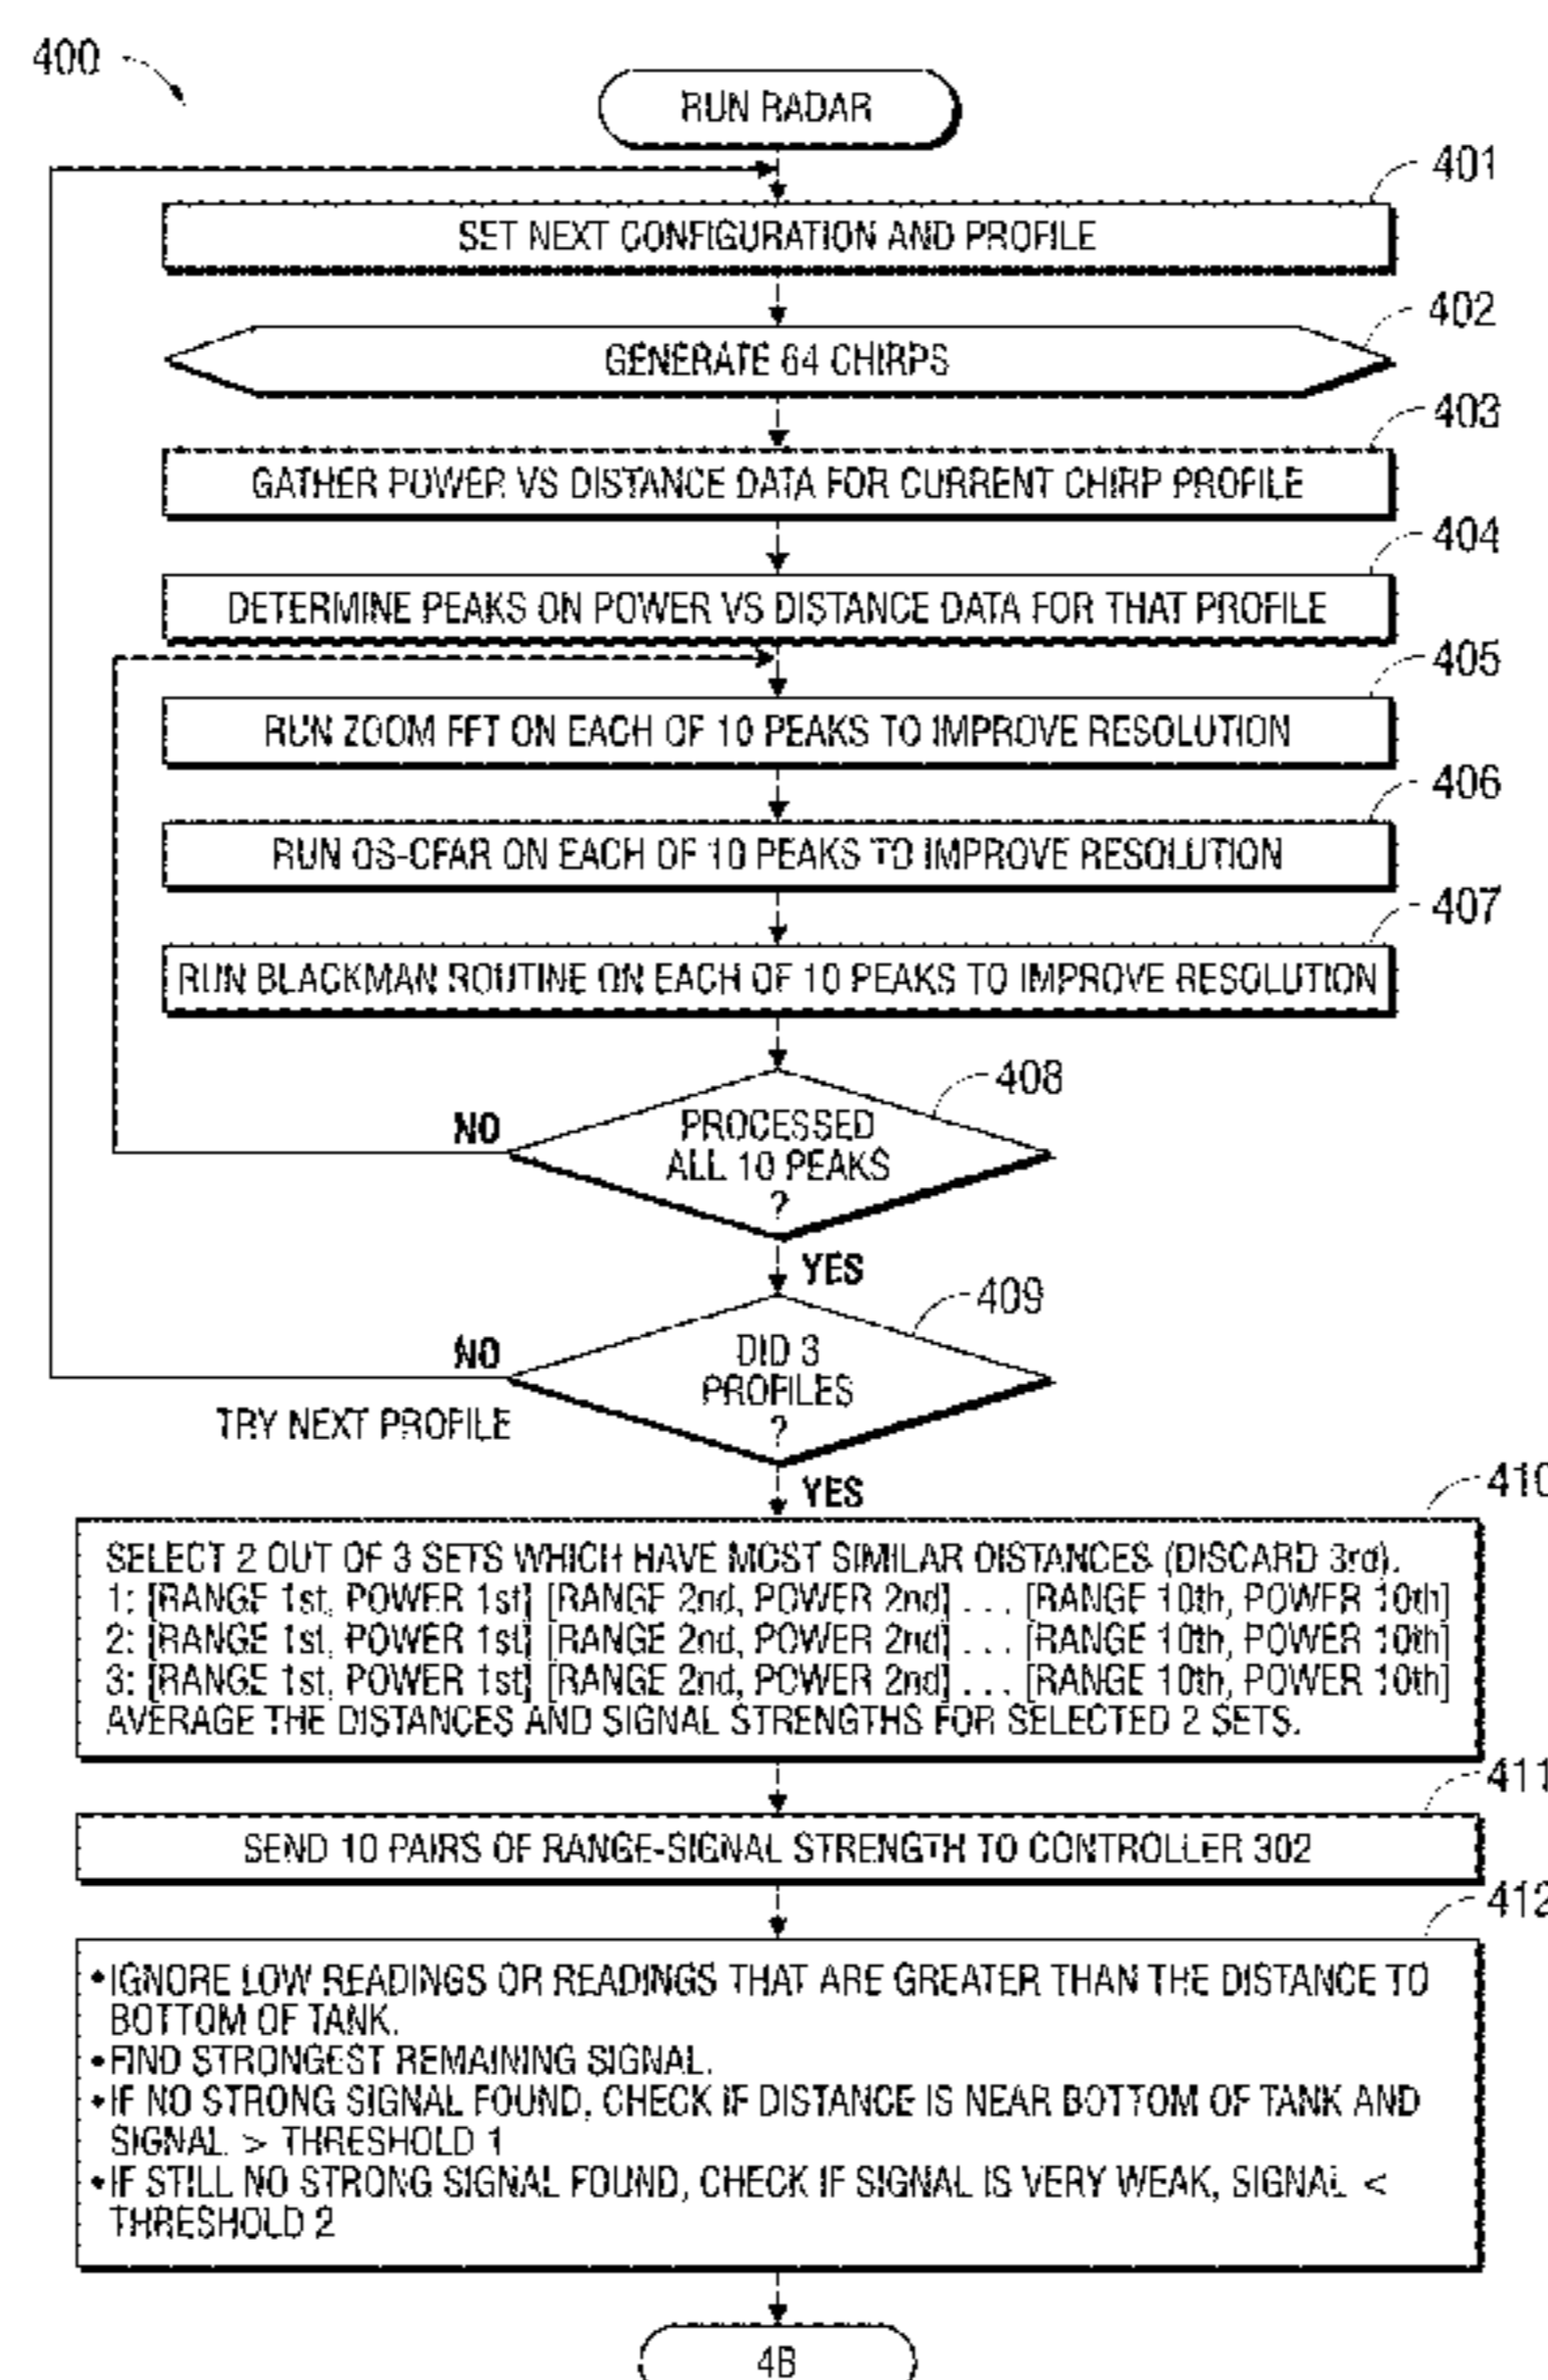 400
RUN RADAR
401
SET NEXT CONFIGURATION AND PROFILE
402
GENERATE 64 CHIRPS
403
GATHER POWER VS DISTANCE DATA FOR CURRENT CHIRP PROFILE
404
DETERMINE PEAKS ON POWER VS DISTANCE DATA FOR THAT PROFILE
405
RUN ZOOM FFT ON EACH OF 10 PEAKS TO IMPROVE RESOLUTION
406
RUN OS-CFAR ON EACH OF 10 PEAKS TO IMPROVE RESOLUTION
407
RUN BLACKMAN ROUTINE ON EACH OF 10 PEAKS TO IMPROVE RESOLUTION
408
NO
PROCESSED
ALL 10 PEAKS
?
YES
409
NO
DID 3
PROFILES
?
TRY NEXT PROFILE
YES
410
SELECT 2 OUT OF 3 SETS WHICH HAVE MOST SIMILAR DISTANCES (DISCARD 3rd).
1: [RANGE 1st, POWER 1st] [RANGE 2nd, POWER 2nd] . . . [RANGE 10th, POWER 10th]
2: [RANGE 1st, POWER 1st] [RANGE 2nd, POWER 2nd] . . . [RANGE 10th, POWER 10th]
3: [RANGE 1st, POWER 1st] [RANGE 2nd, POWER 2nd] . . . [RANGE 10th, POWER 10th]
AVERAGE THE DISTANCES AND SIGNAL STRENGTHS FOR SELECTED 2 SETS.
411
SEND 10 PAIRS OF RANGE-SIGNAL STRENGTH TO CONTROLLER 302
412
•IGNORE LOW READINGS OR READINGS THAT ARE GREATER THAN THE DISTANCE TO
BOTTOM OF TANK.
•FIND STRONGEST REMAINING SIGNAL.
•IF NO STRONG SIGNAL FOUND, CHECK IF DISTANCE IS NEAR BOTTOM OF TANK AND
SIGNAL > THRESHOLD 1
•IF STILL NO STRONG SIGNAL FOUND, CHECK IF SIGNAL IS VERY WEAK, SIGNAL <
THRESHOLD 2
4B